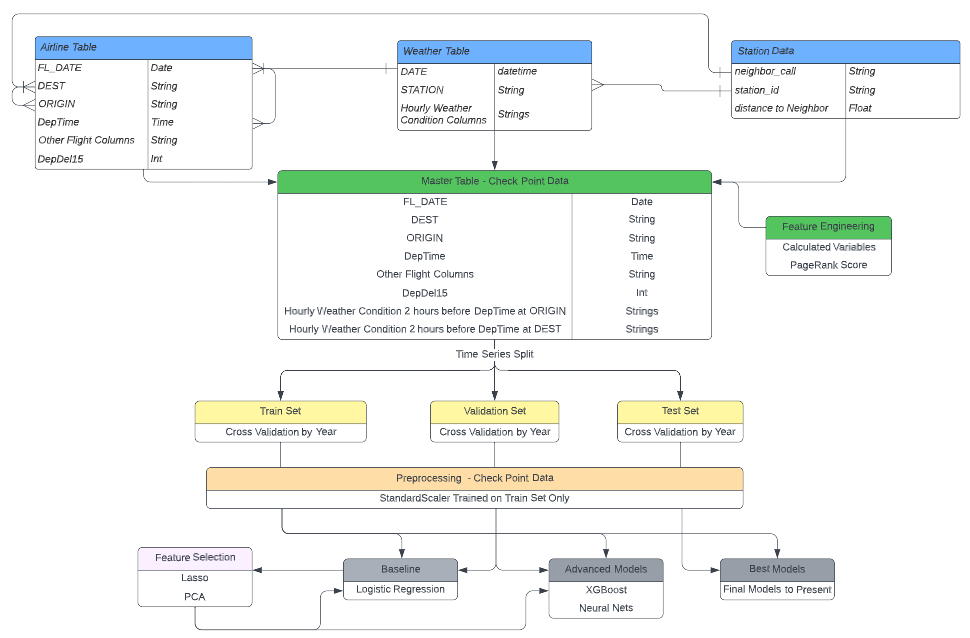 Airline Table
FL_DATE Date
DEST String
ORIGIN String
DepTime Time
Other Flight Columns String
DepDel15 Int
Weather Table
DATE datetime
STATION String
Hourly Weather
Condition Columns Strings
Station Data
neighbor_call String
station_id String
distance to Neighbor Float
Master Table - Check Point Data
FL_DATE Date
DEST String
ORIGIN String
DepTime Time
Other Flight Columns String
DepDel15 Int
Hourly Weather Condition 2 hours before DepTime at ORIGIN Strings
Hourly Weather Condition 2 hours before DepTime at DEST Strings
Feature Engineering
Calculated Variables
PageRank Score
Time Series Split
Train Set
Cross Validation by Year
Validation Set
Cross Validation by Year
Test Set
Cross Validation by Year
Preprocessing - Check Point Data
StandardScaler Trained on Train Set Only
Feature Selection
Lasso
PCA
Baseline
Logistic Regression
Advanced Models
XGBoost
Neural Nets
Best Models
Final Models to Present